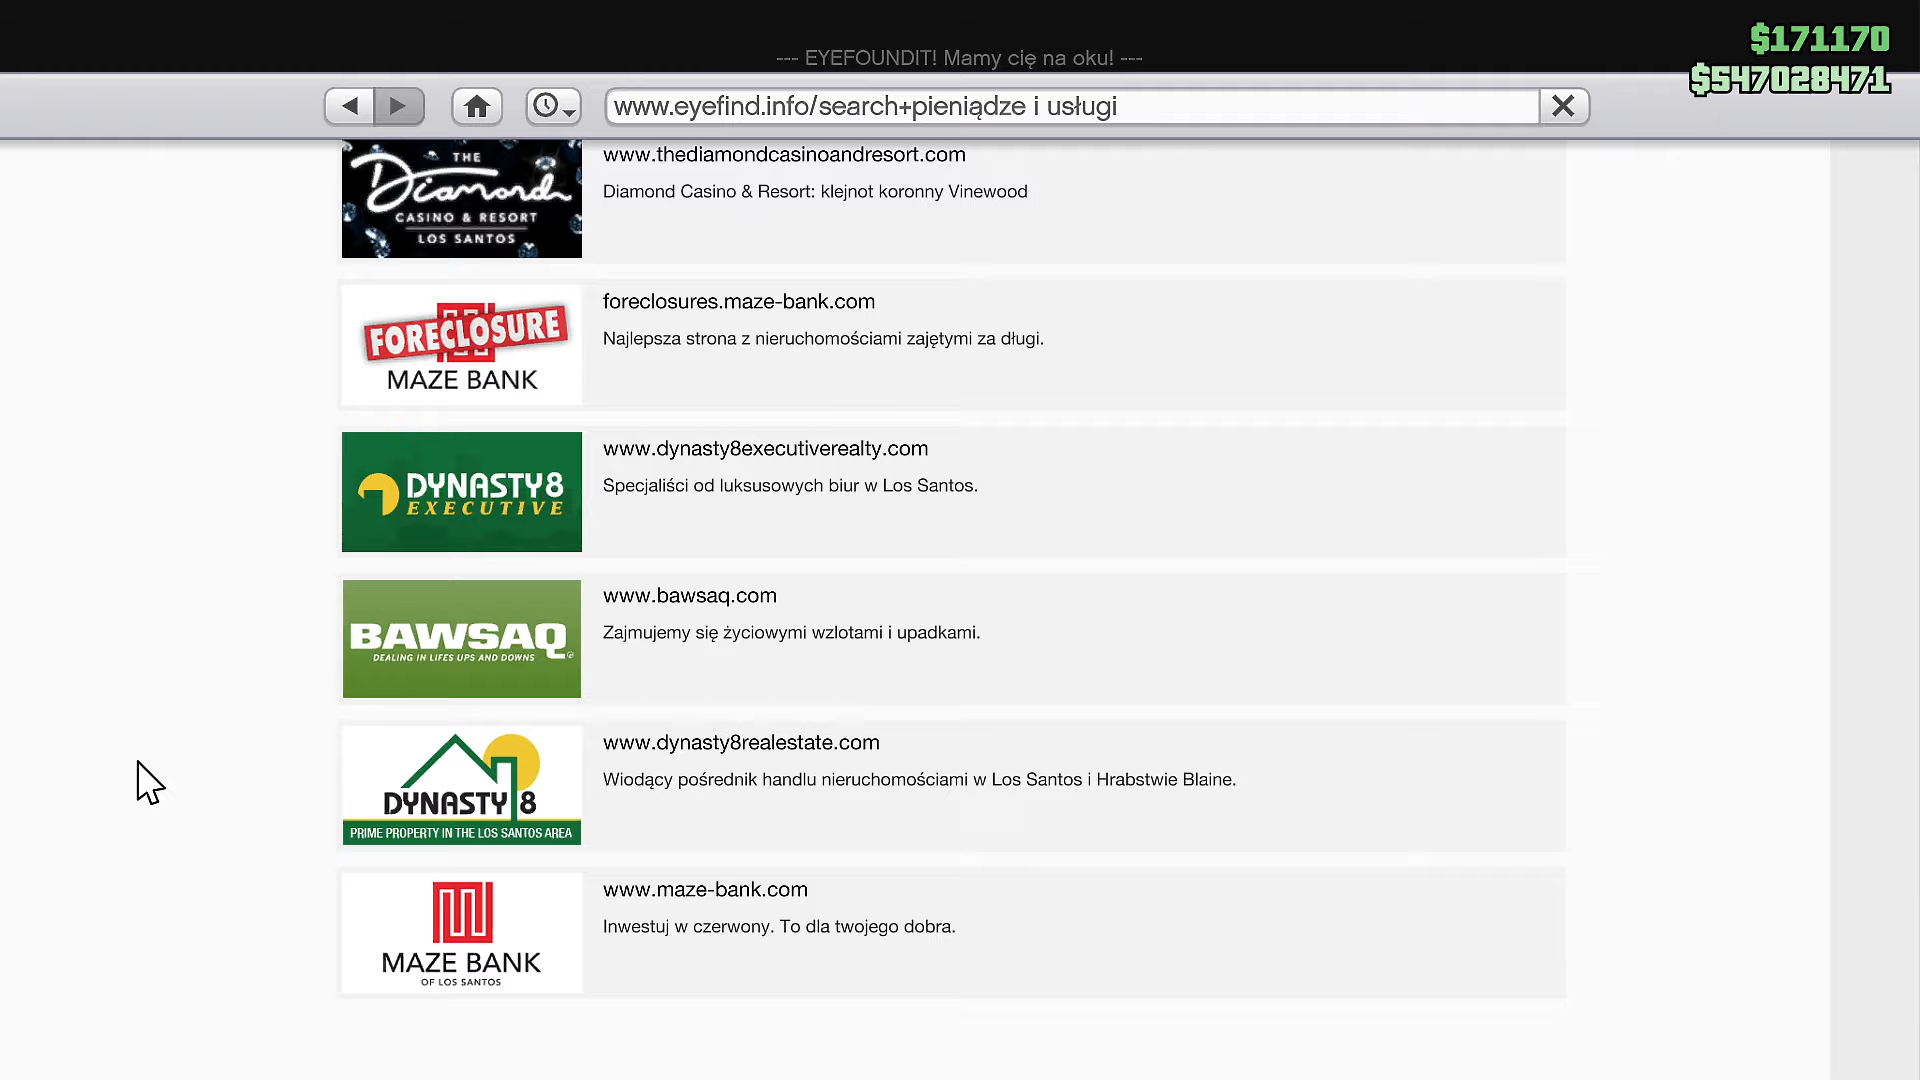 $171170
--- EYEFOUNDIT! Mamy cię na oku! ---
$547028471
www.eyefind.info/search+pieniądze i usługi
THE
Diamond
CASINO & RESORT
LOS SANTOS
www.thediamondcasinoandresort.com
Diamond Casino & Resort: klejnot koronny Vinewood
FORECLOSURE
MAZE BANK
foreclosures.maze-bank.com
Najlepsza strona z nieruchomościami zajętymi za długi.
DYNASTY8
EXECUTIVE
www.dynasty8executiverealty.com
Specjaliści od luksusowych biur w Los Santos.
BAWSAQ
DEALING IN LIFES UPS AND DOWNS
www.bawsaq.com
Zajmujemy się życiowymi wzlotami i upadkami.
DYNASTY 8
PRIME PROPERTY IN THE LOS SANTOS AREA
www.dynasty8realestate.com
Wiodący pośrednik handlu nieruchomościami w Los Santos i Hrabstwie Blaine.
MAZE BANK
OF LOS SANTOS
www.maze-bank.com
Inwestuj w czerwony. To dla twojego dobra.